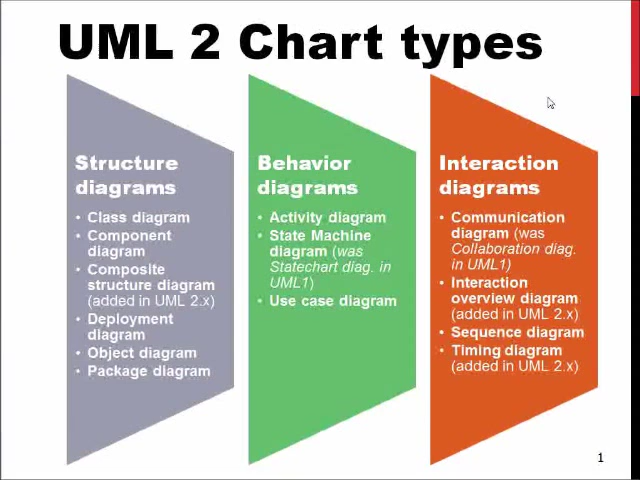 UML 2 Chart types
Structure
diagrams
• Class diagram
• Component
diagram
• Composite
structure diagram
(added in UML 2.x)
• Deployment
diagram
• Object diagram
• Package diagram
Behavior
diagrams
• Activity diagram
• State Machine
diagram (was
Statechart diag. in
UML1)
• Use case diagram
Interaction
diagrams
• Communication
diagram (was
Collaboration diag.
in UML1)
• Interaction
overview diagram
(added in UML 2.x)
• Sequence diagram
• Timing diagram
(added in UML 2.x)
1